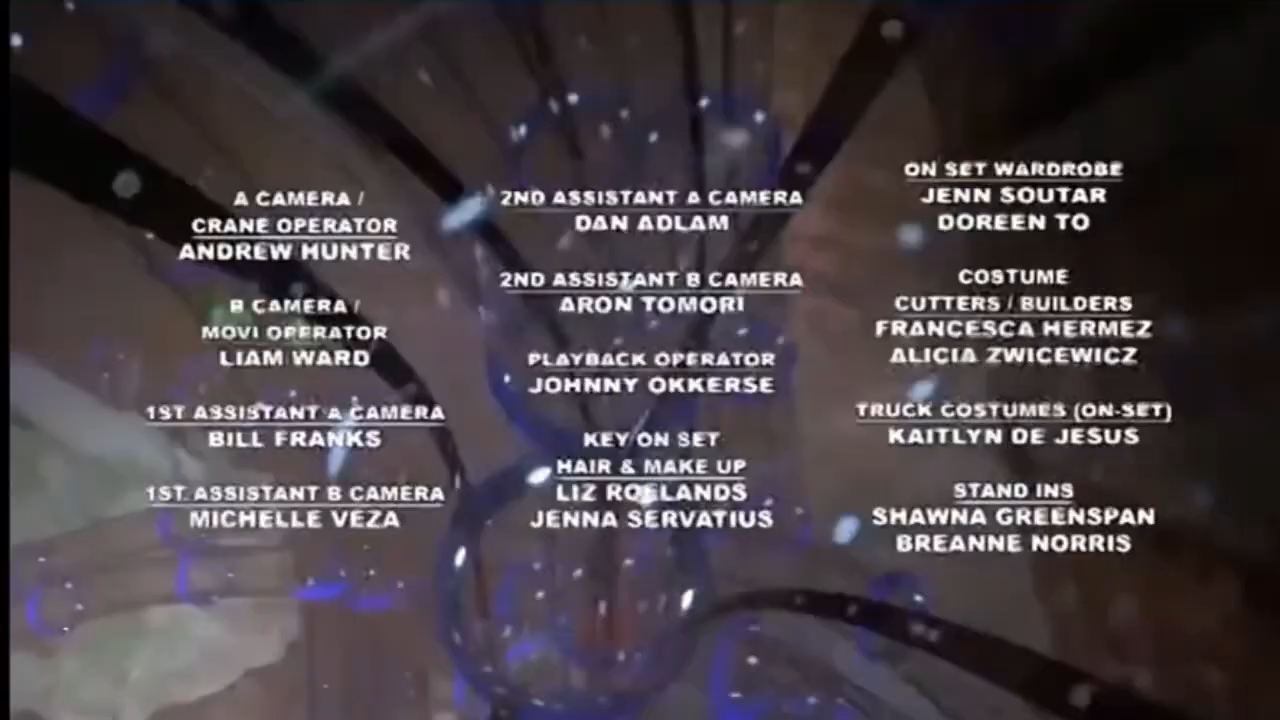 A CAMERA /
CRANE OPERATOR
ANDREW HUNTER
B CAMERA /
MOVI OPERATOR
LIAM WARD
1ST ASSISTANT A CAMERA
BILL FRANKS
1ST ASSISTANT B CAMERA
MICHELLE VEZA
2ND ASSISTANT A CAMERA
DAN ADLAM
2ND ASSISTANT B CAMERA
ARON TOMORI
PLAYBACK OPERATOR
JOHNNY OKKERSE
KEY ON SET
HAIR & MAKE UP
LIZ ROELANDS
JENNA SERVATIUS
ON SET WARDROBE
JENN SOUTAR
DOREEN TO
COSTUME
CUTTERS / BUILDERS
FRANCESCA HERMEZ
ALICIA ZWICEWICZ
TRUCK COSTUMES (ON-SET)
KAITLYN DE JESUS
STAND INS
SHAWNA GREENSPAN
BREANNE NORRIS